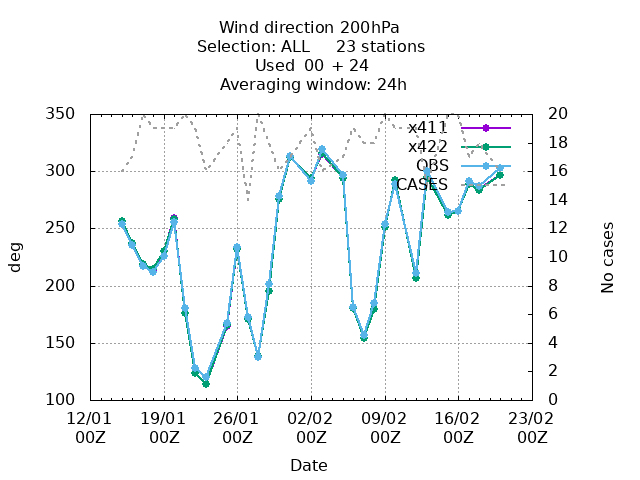 Wind direction 200hPa
Selection: ALL 23 stations
Used 00 + 24
Averaging window: 24h
350
300
250
200
150
100
deg
20
18
16
14
12
10
8
6
4
2
0
No cases
x411
x422
OBS
CASES
12/01 19/01 26/01 02/02 09/02 16/02 23/02
00Z 00Z 00Z 00Z 00Z 00Z 00Z
Date